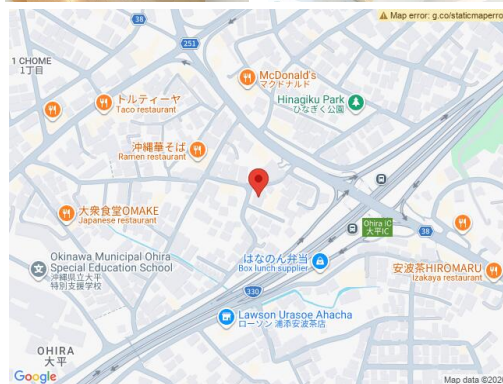 Map error: g.co/staticmaperro
38
251
1 CHOME
1丁目
McDonald's
マクドナルド
トルティーヤ
Taco restaurant
Hinagiku Park
ひなぎく公園
沖縄華そば
Ramen restaurant
大衆食堂OMAKE
Japanese restaurant
Ohira IC
大平IC
38
Okinawa Municipal Ohira
Special Education School
沖縄県立大平
特別支援学校
はなのん弁当
Box lunch supplier
安波茶HIROMARU
Izakaya restaurant
330
Lawson Urasoe Ahacha
ローソン 浦添安波茶店
OHIRA
大平
Google
Map data ©202